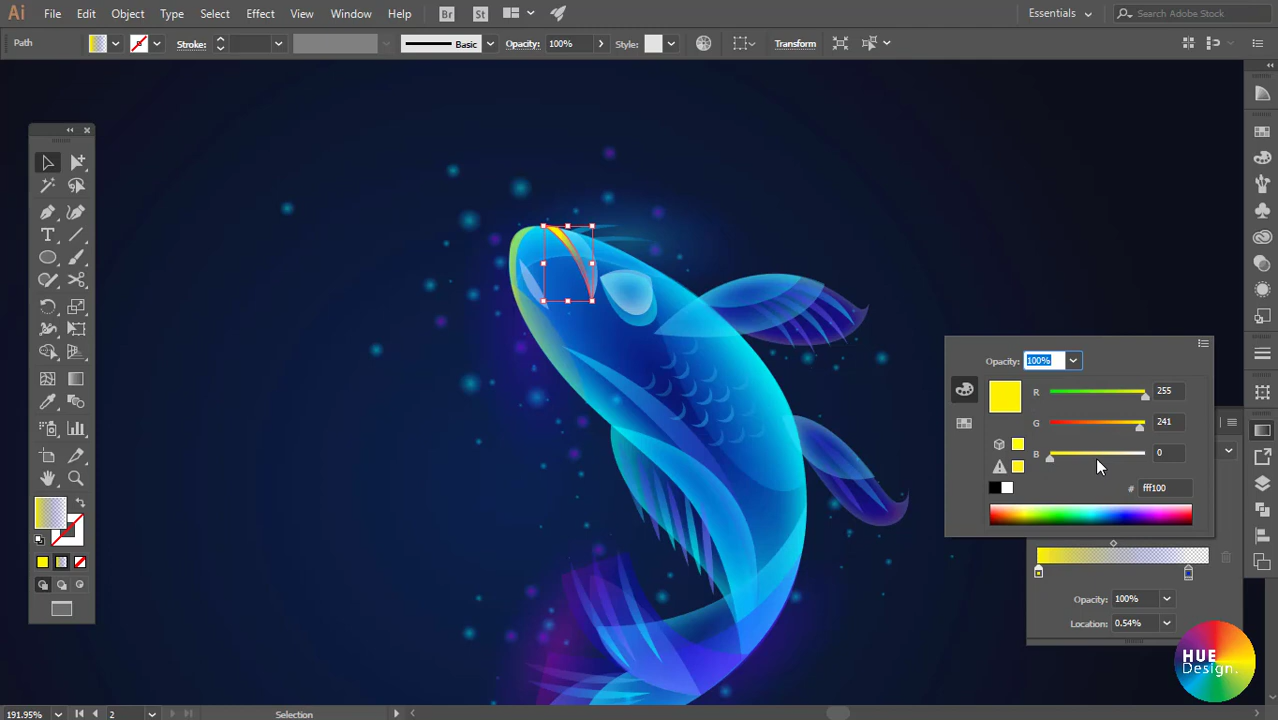 Ai File Edit Object Type Select Effect View Window Help Br St Essentials Search Adobe Stock
Path Stroke: Basic Opacity: 100% Style: Transform
Opacity: 100%
R 255
G 241
B 0
# fff100
Opacity: 100%
Location: 0.54%
HUE
Design.
191.95% 2 Selection